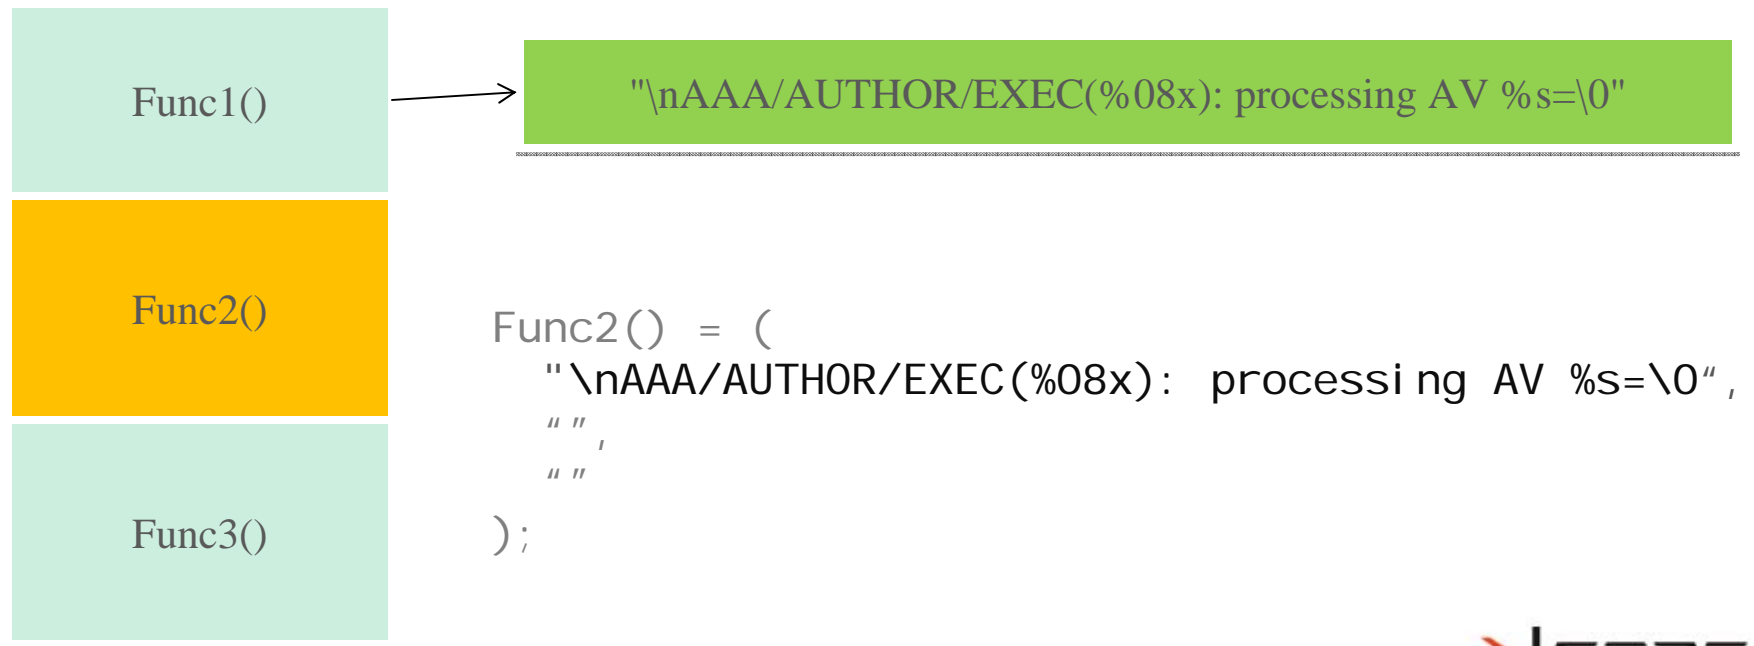 Func1()
"\nAAA/AUTHOR/EXEC(%08x): processing AV %s=\0"
Func2()
Func2() = (
"\nAAA/AUTHOR/EXEC(%08x): processing AV %s=\0“,
“”,
“”
);
Func3()